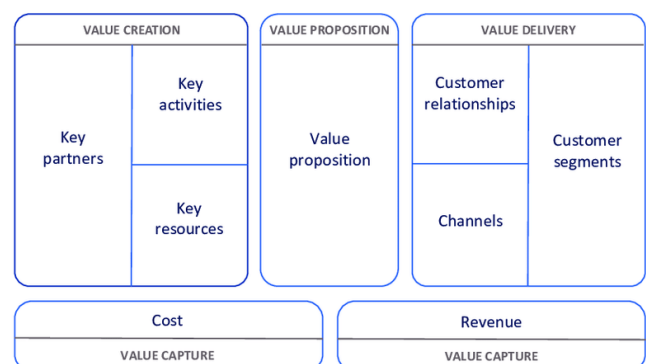 VALUE CREATION
Key
partners
Key
activities
Key
resources
VALUE PROPOSITION
Value
proposition
VALUE DELIVERY
Customer
relationships
Channels
Customer
segments
Cost
VALUE CAPTURE
Revenue
VALUE CAPTURE